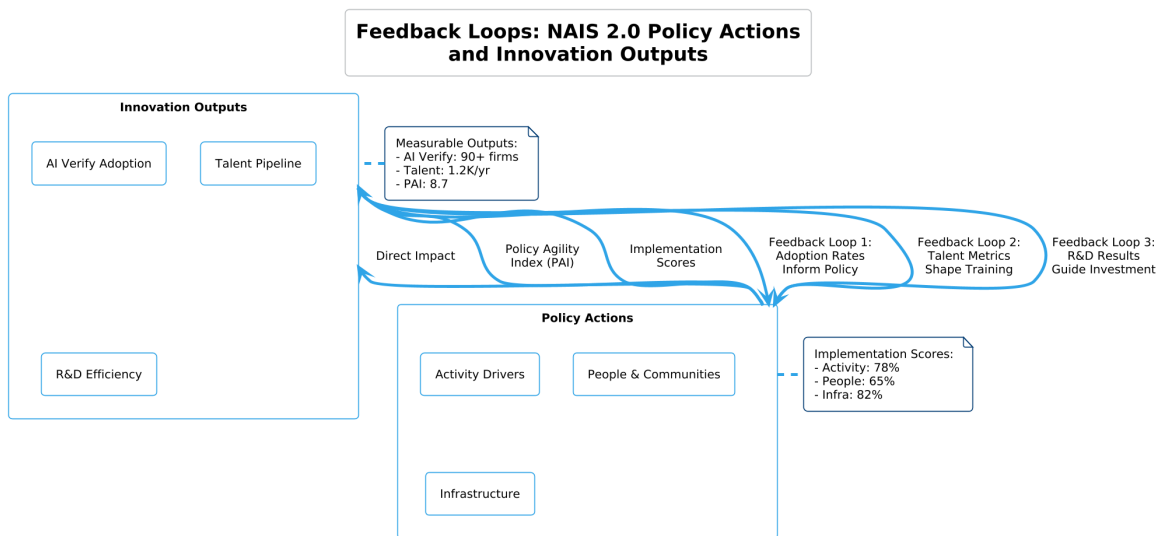 Feedback Loops: NAIS 2.0 Policy Actions
and Innovation Outputs
Innovation Outputs
AI Verify Adoption
Talent Pipeline
R&D Efficiency
Measurable Outputs:
- AI Verify: 90+ firms
- Talent: 1.2K/yr
- PAI: 8.7
Direct Impact
Policy Agility
Index (PAI)
Implementation
Scores
Feedback Loop 1:
Adoption Rates
Inform Policy
Feedback Loop 2:
Talent Metrics
Shape Training
Feedback Loop 3:
R&D Results
Guide Investment
Policy Actions
Activity Drivers
People & Communities
Infrastructure
Implementation Scores:
- Activity: 78%
- People: 65%
- Infra: 82%